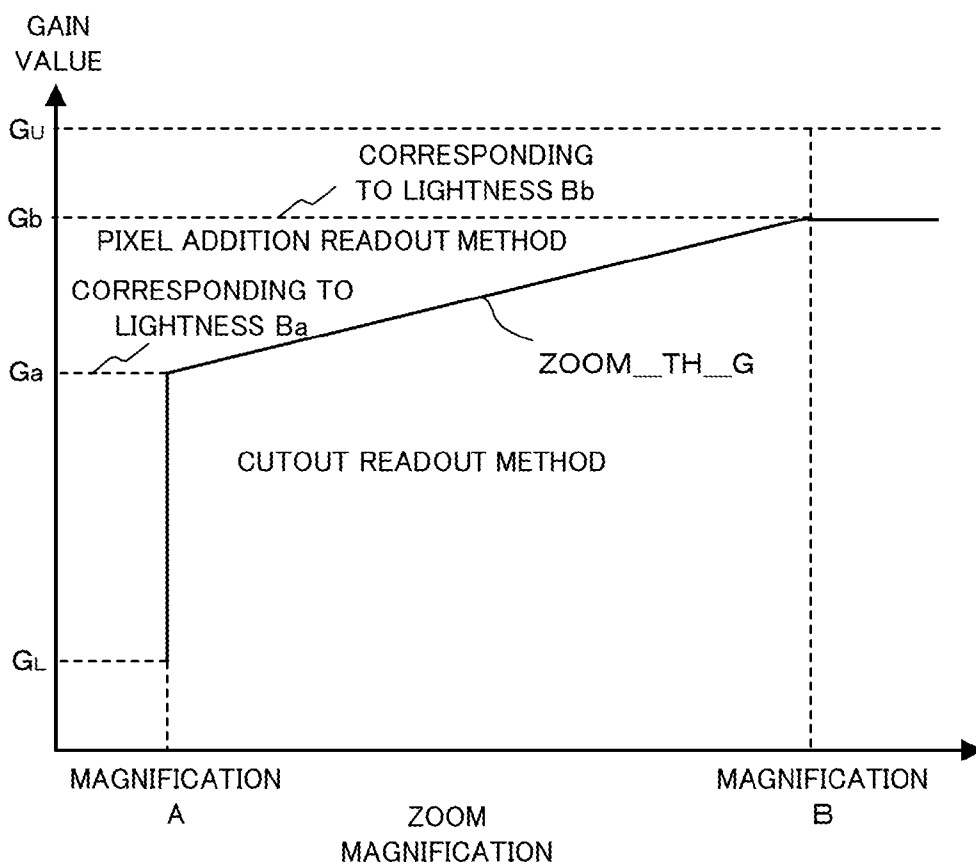 GAIN
VALUE
GU
CORRESPONDING
TO LIGHTNESS Bb
Gb
PIXEL ADDITION READOUT METHOD
CORRESPONDING TO
LIGHTNESS Ba
Ga
ZOOM__TH__G
CUTOUT READOUT METHOD
GL
MAGNIFICATION
A
MAGNIFICATION
B
ZOOM
MAGNIFICATION